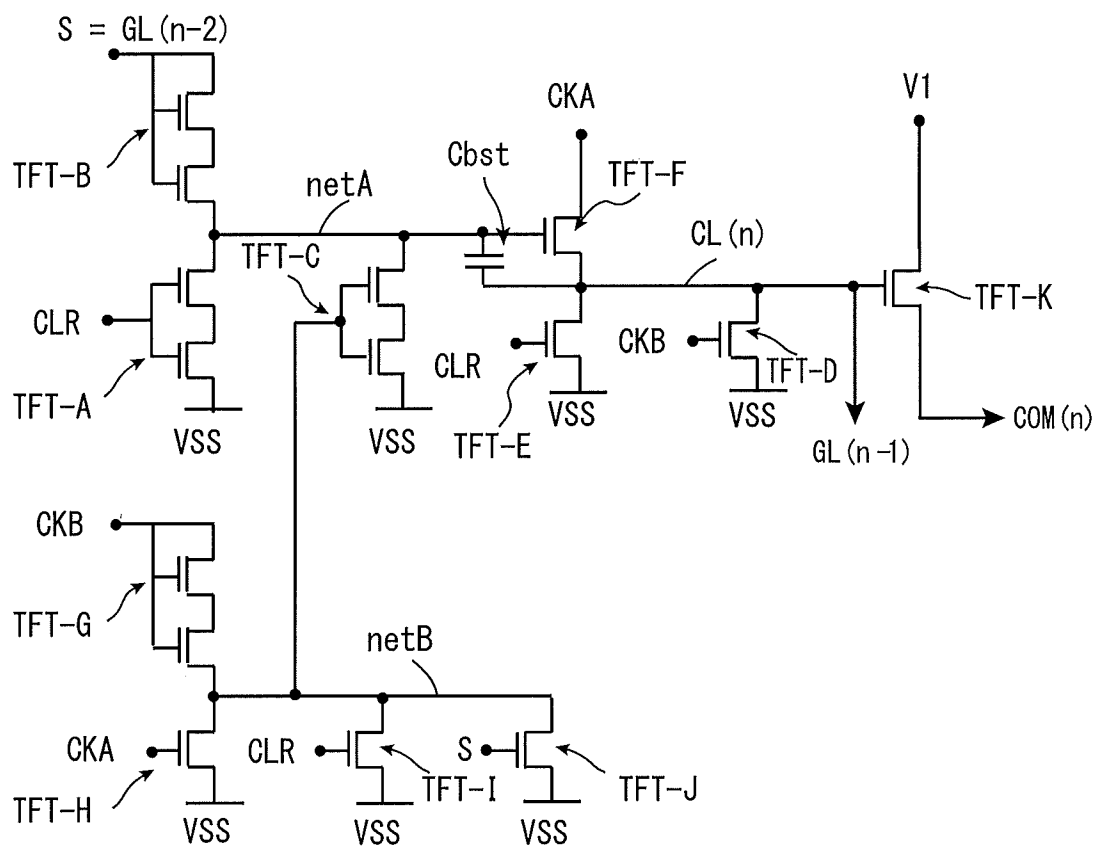 S = GL(n-2)
CKA
V1
Cbst
TFT-B
TFT-F
netA
CL(n)
TFT-C
TFT-K
CLR
CKB
CLR
TFT-D
TFT-A
VSS
VSS
VSS
VSS
COM(n)
TFT-E
GL(n-1)
CKB
TFT-G
netB
CKA
CLR
S
TFT-H
TFT-I
TFT-J
VSS
VSS
VSS